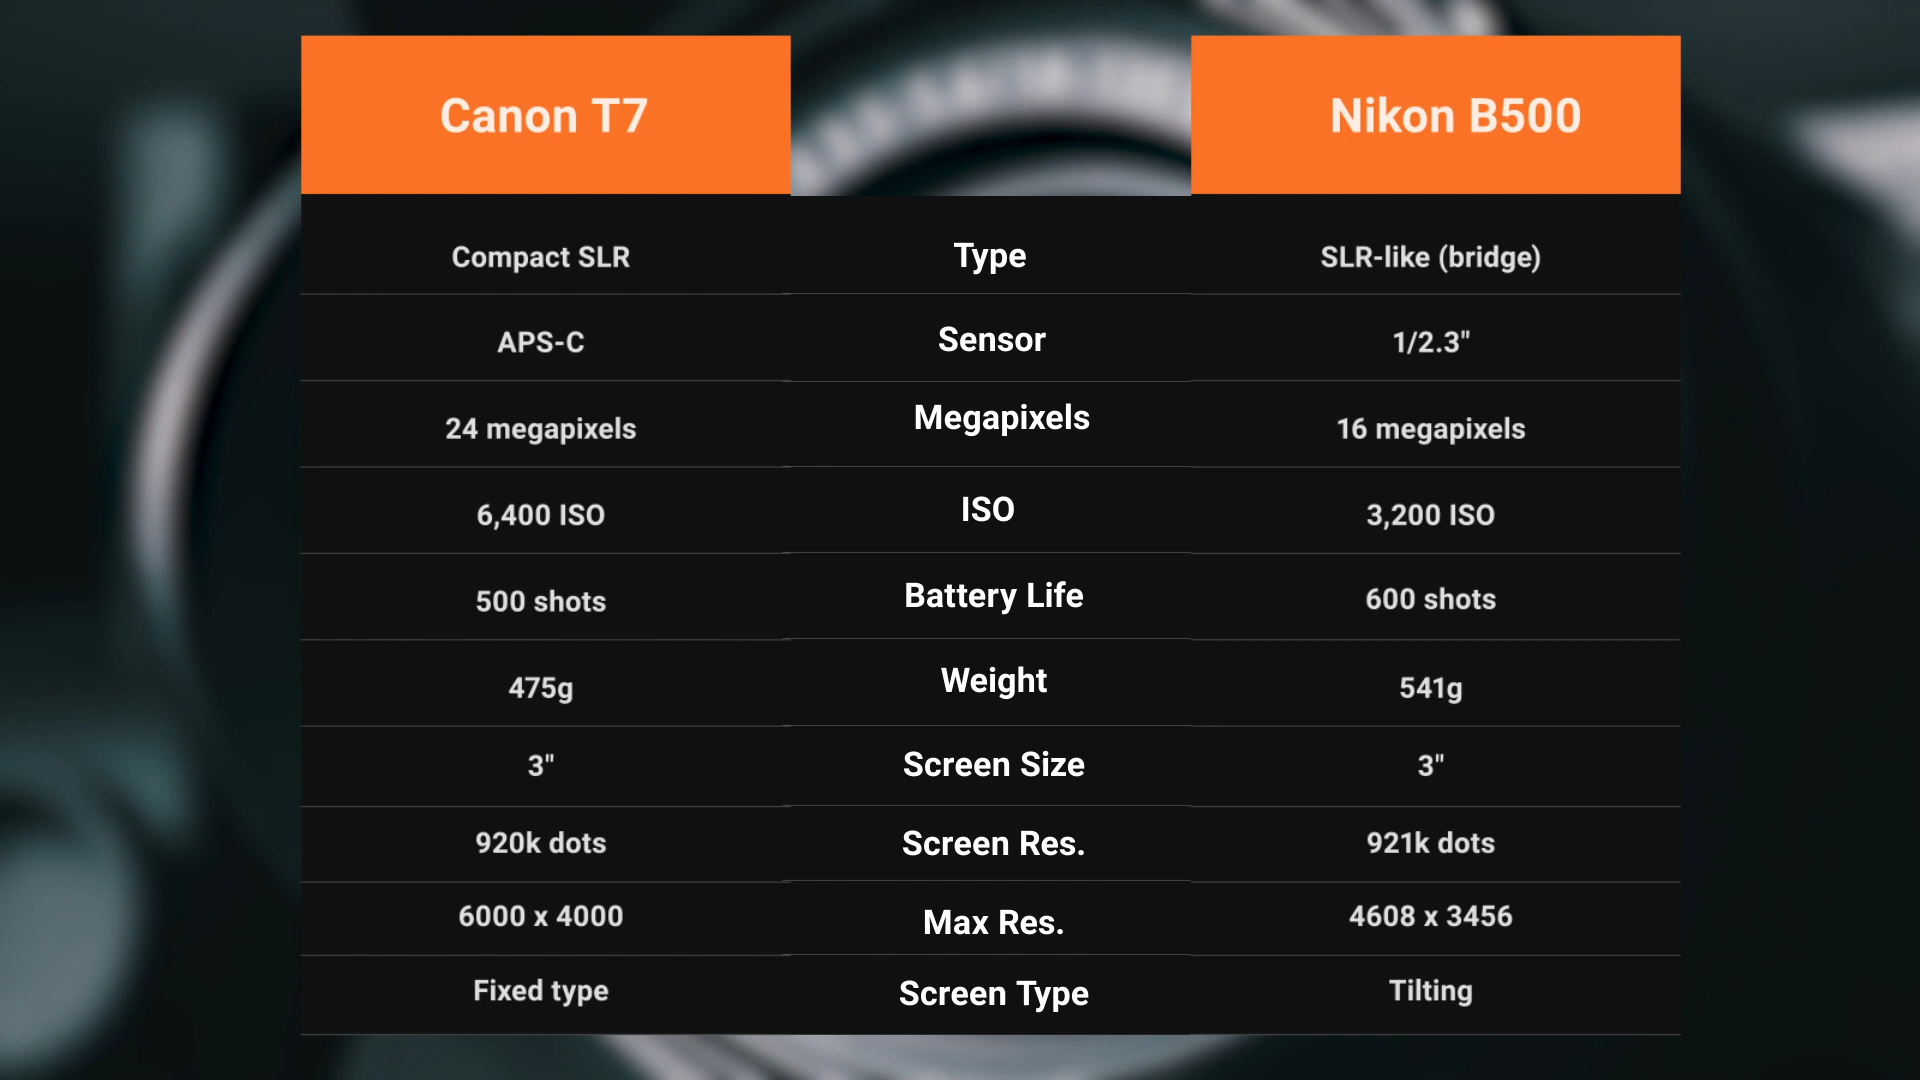 Canon T7
Nikon B500
Compact SLR Type SLR-like (bridge)
APS-C Sensor 1/2.3"
24 megapixels Megapixels 16 megapixels
6,400 ISO ISO 3,200 ISO
500 shots Battery Life 600 shots
475g Weight 541g
3" Screen Size 3"
920k dots Screen Res. 921k dots
6000 x 4000 Max Res. 4608 x 3456
Fixed type Screen Type Tilting